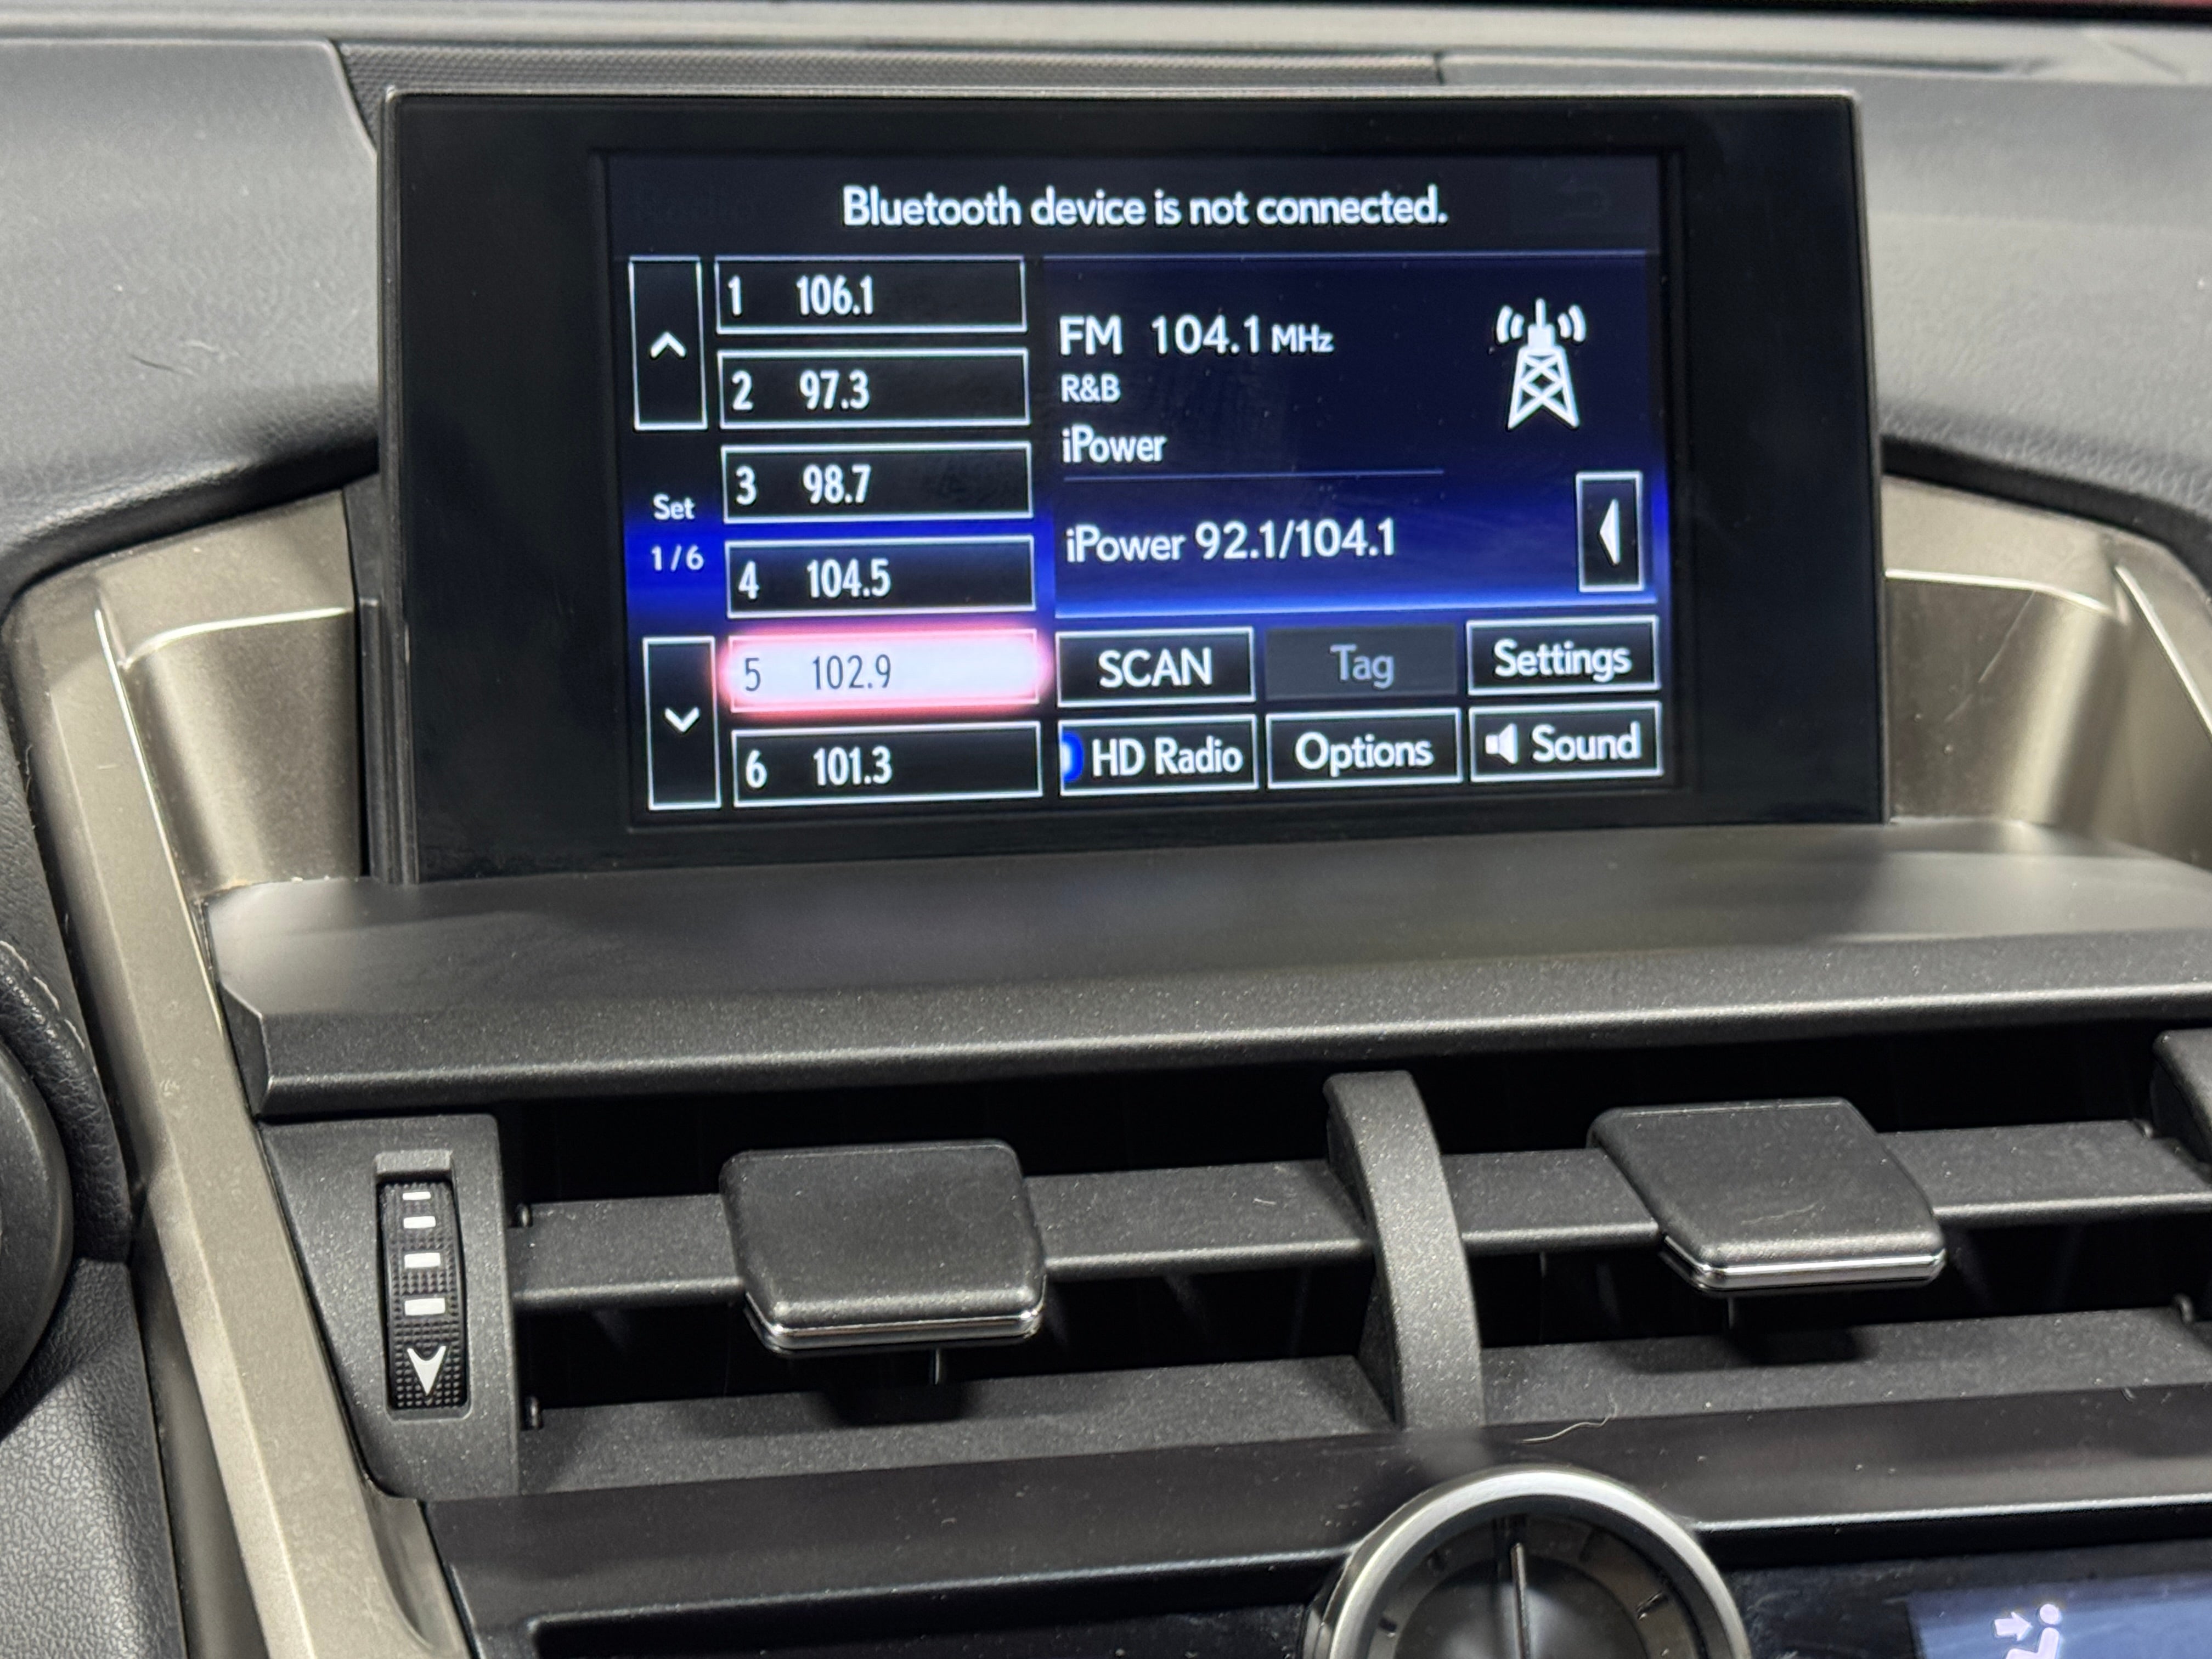 Bluetooth device is not connected.
1 106.1
2 97.3
3 98.7
4 104.5
5 102.9
6 101.3
Set
1/6
FM 104.1 MHz
R&B
iPower
iPower 92.1/104.1
SCAN
Tag
Settings
HD Radio
Options
Sound